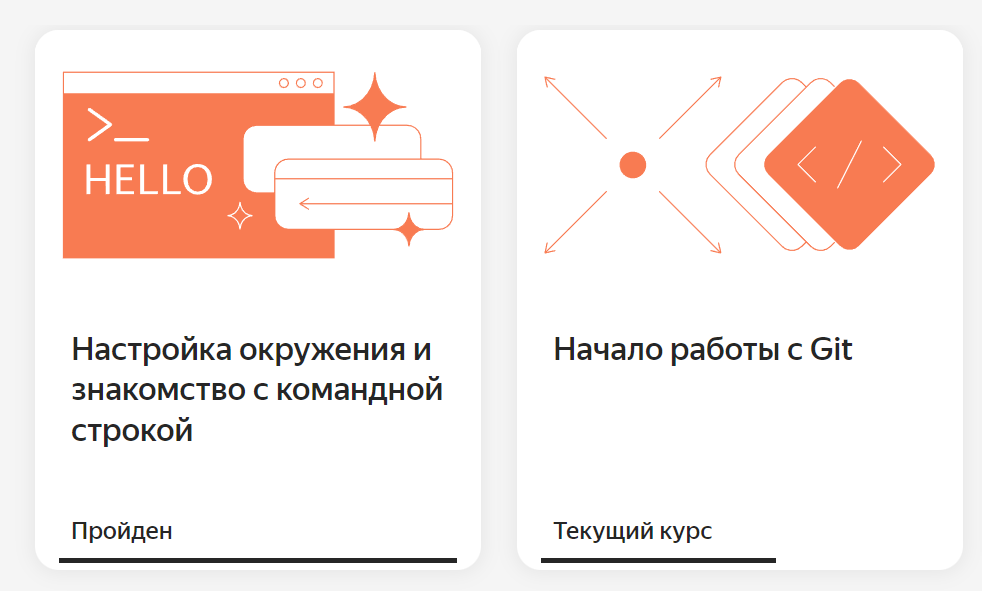 >_
HELLO
< / >
Настройка окружения и
знакомство с командной
строкой
Начало работы с Git
Пройден
Текущий курс